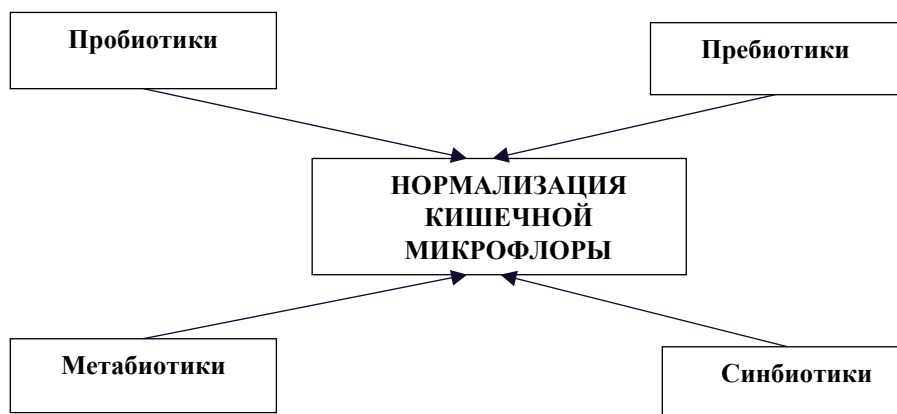 Пробиотики
Пребиотики
НОРМАЛИЗАЦИЯ
КИШЕЧНОЙ
МИКРОФЛОРЫ
Метабиотики
Синбиотики